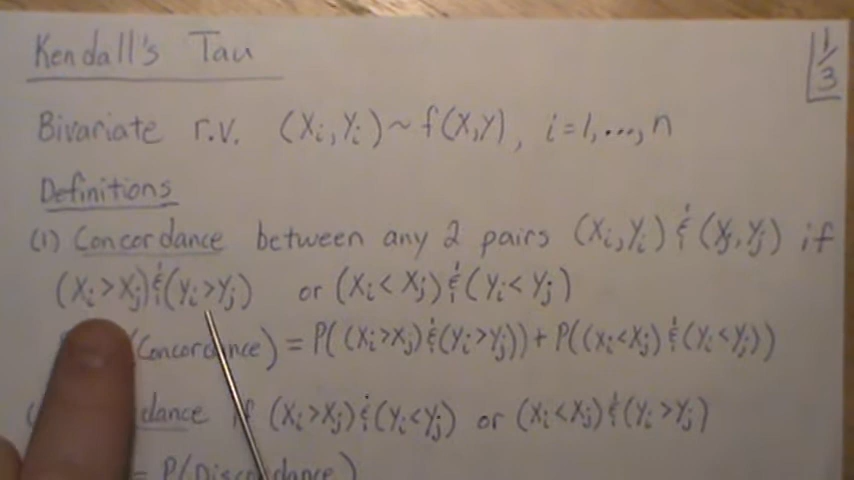 Kendall's Tau
1/3
Bivariate r.v. (Xi, Yi) ~ f(X,Y), i=1,..., n
Definitions
(1) Concordance between any 2 pairs (Xi, Yi) & (Xj, Yj) if
(Xi > Xj) & (Yi > Yj) or (Xi < Xj) & (Yi < Yj)
(Concordance) = P((Xi>Xj) & (Yi>Yj)) + P((Xi<Xj) & (Yi<Yj))
dance if (Xi>Xj) & (Yi<Yj) or (Xi<Xj) & (Yi>Yj)
= P(Discordance)